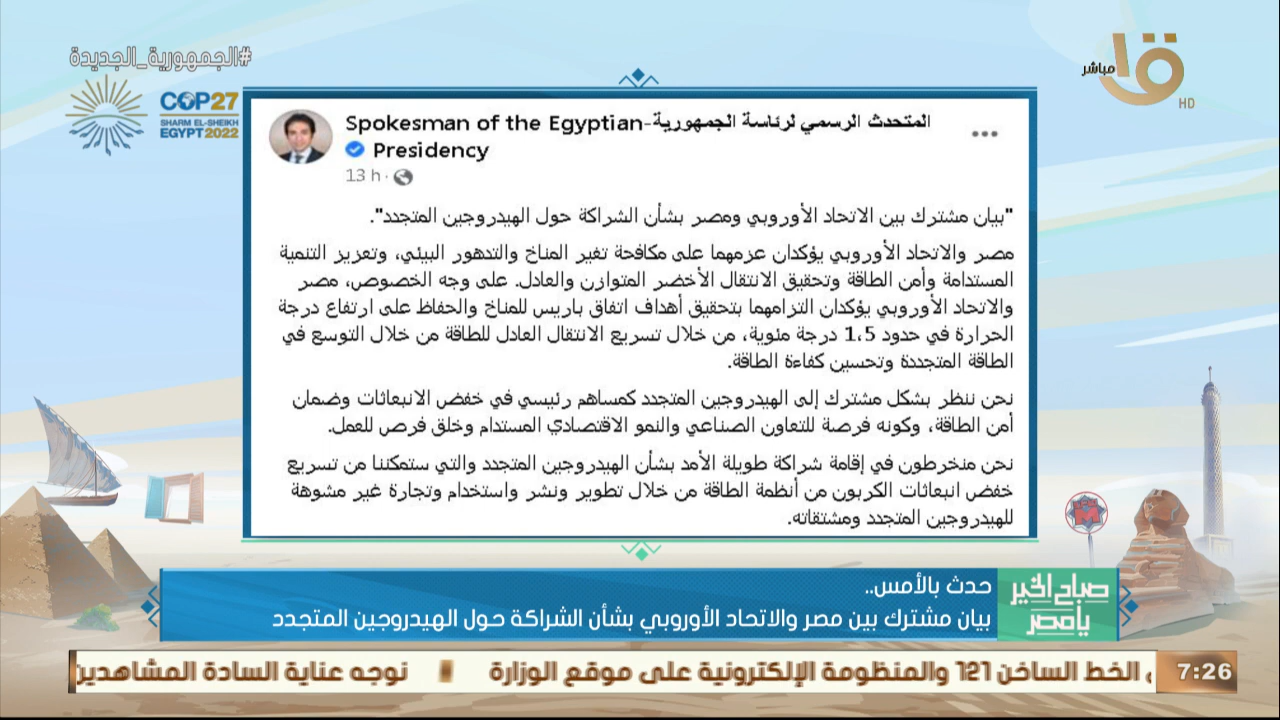 #الجمهورية_الجديدة
COP27
SHARM EL-SHEIKH
EGYPT 2022
مباشر
HD
المتحدث الرسمي لرئاسة الجمهورية-Spokesman of the Egyptian
Presidency
13 h
"بيان مشترك بين الاتحاد الأوروبي ومصر بشأن الشراكة حول الهيدروجين المتجدد".
مصر والاتحاد الأوروبي يؤكدان عزمهما على مكافحة تغير المناخ والتدهور البيئي، وتعزيز التنمية
المستدامة وأمن الطاقة وتحقيق الانتقال الأخضر المتوازن والعادل. على وجه الخصوص، مصر
والاتحاد الأوروبي يؤكدان التزامهما بتحقيق أهداف اتفاق باريس للمناخ والحفاظ على ارتفاع درجة
الحرارة في حدود 1،5 درجة مئوية، من خلال تسريع الانتقال العادل للطاقة من خلال التوسع في
الطاقة المتجددة وتحسين كفاءة الطاقة.
نحن ننظر بشكل مشترك إلى الهيدروجين المتجدد كمساهم رئيسي في خفض الانبعاثات وضمان
أمن الطاقة، وكونه فرصة للتعاون الصناعي والنمو الاقتصادي المستدام وخلق فرص للعمل.
نحن منخرطون في إقامة شراكة طويلة الأمد بشأن الهيدروجين المتجدد والتي ستمكننا من تسريع
خفض انبعاثات الكربون من أنظمة الطاقة من خلال تطوير ونشر واستخدام وتجارة غير مشوهة
للهيدروجين المتجدد ومشتقاته.
صباح الخير
يا مصر
حدث بالأمس..
بيان مشترك بين مصر والاتحاد الأوروبي بشأن الشراكة حول الهيدروجين المتجدد
الخط الساخن 121 والمنظومة الإلكترونية على موقع الوزارة نوجه عناية السادة المشاهدين
7:26